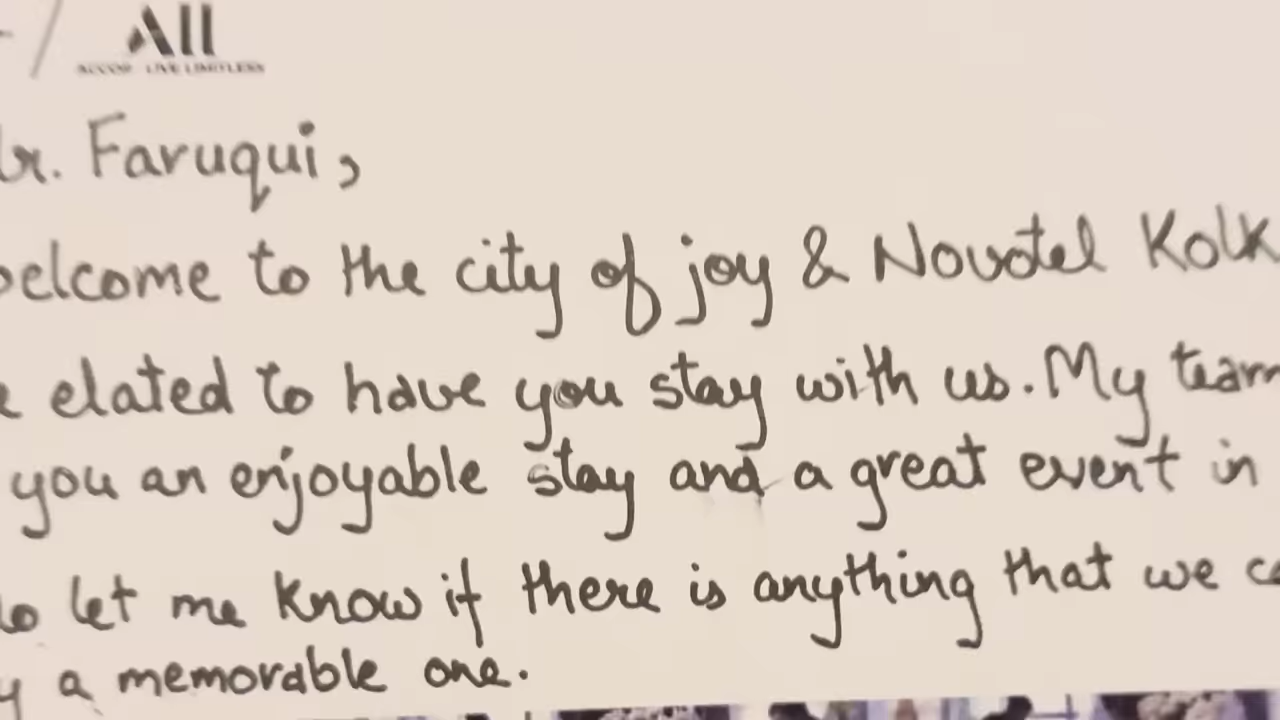 All
ACCOR LIVE LIMITLESS
r. Faruqui,
elcome to the city of joy & Novotel Kolk
e elated to have you stay with us. My team
you an enjoyable stay and a great event in
do let me know if there is anything that we ca
y a memorable one.